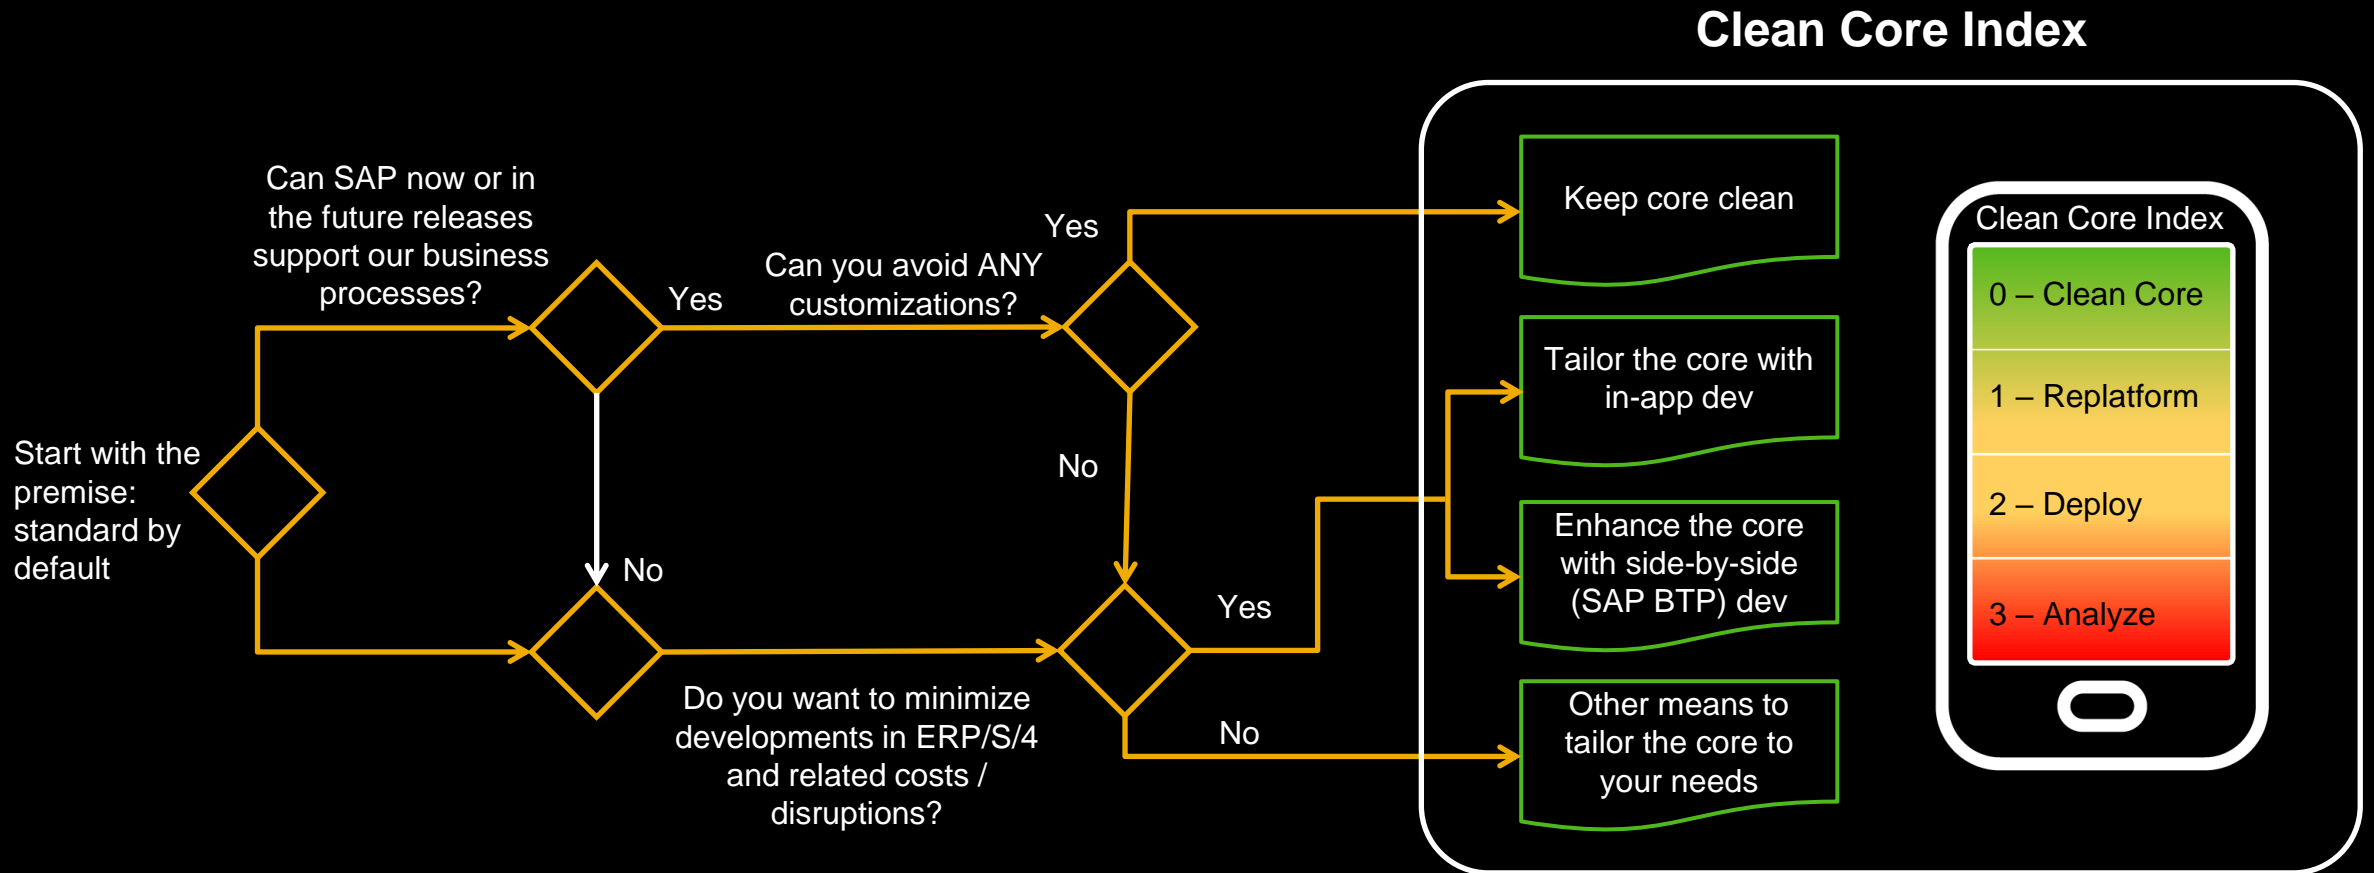 Clean Core Index
Can SAP now or in
the future releases
support our business
processes?
Yes
Can you avoid ANY
customizations?
Yes
Keep core clean
Clean Core Index
0 – Clean Core
1 – Replatform
2 – Deploy
3 – Analyze
Tailor the core with
in-app dev
Start with the
premise:
standard by
default
No
No
Enhance the core
with side-by-side
(SAP BTP) dev
Yes
Do you want to minimize
developments in ERP/S/4
and related costs /
disruptions?
No
Other means to
tailor the core to
your needs